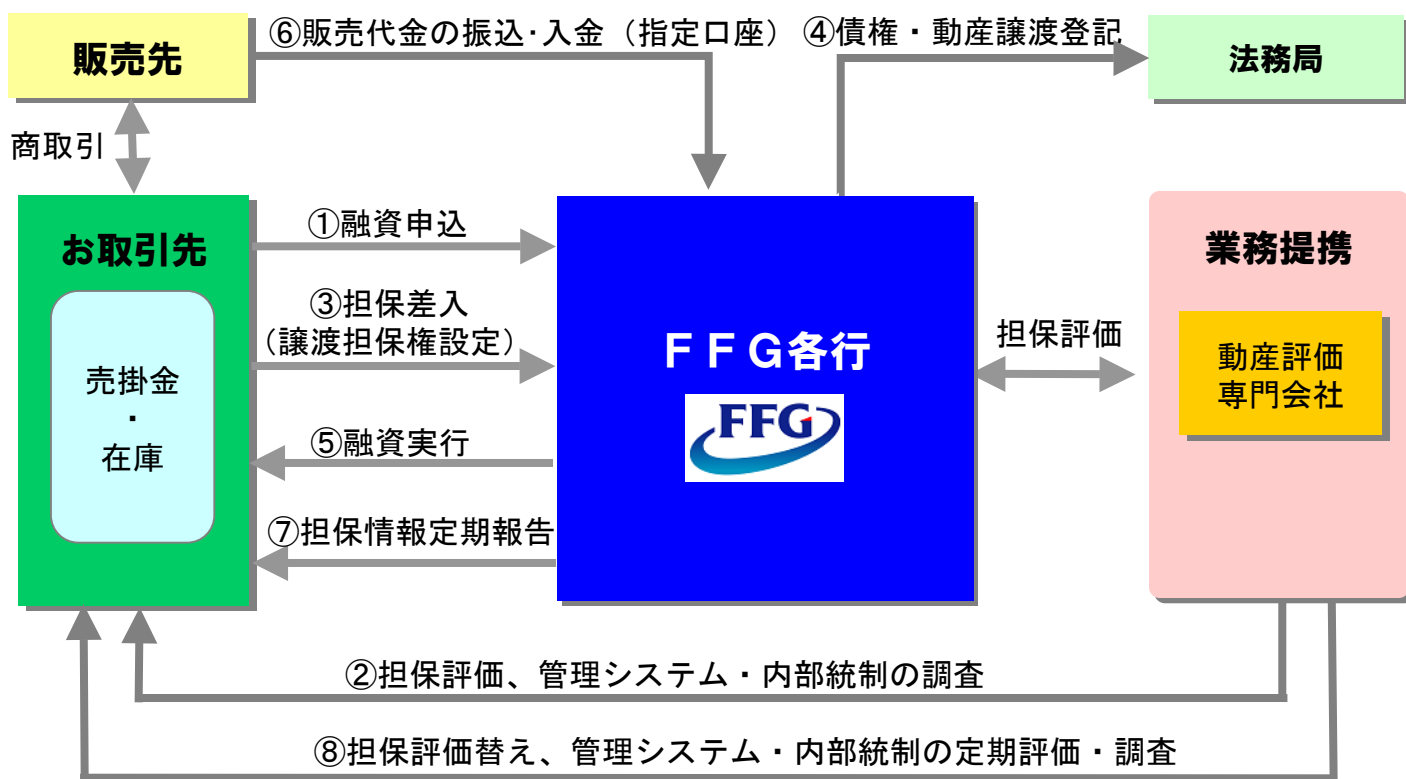 ⑥販売代金の振込･入金（指定口座）
④債権・動産譲渡登記
販売先
法務局
商取引
お取引先
売掛金
・
在庫
①融資申込
③担保差入
（譲渡担保権設定）
⑤融資実行
⑦担保情報定期報告
ＦＦＧ各行
FFG
担保評価
業務提携
動産評価
専門会社
②担保評価、管理システム・内部統制の調査
⑧担保評価替え、管理システム・内部統制の定期評価・調査